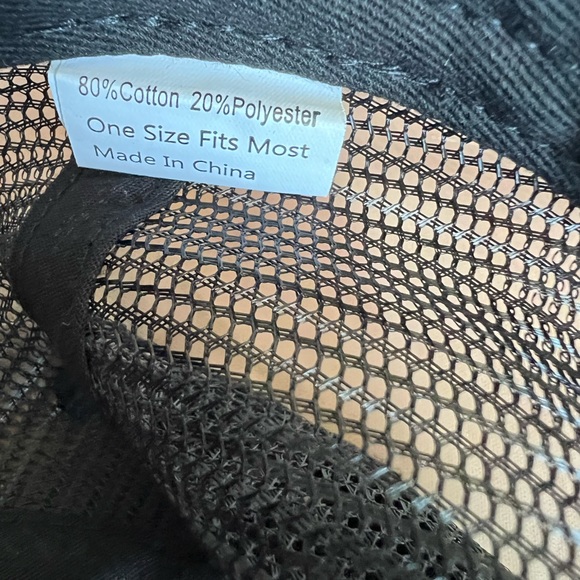 80%Cotton 20%Polyester
One Size Fits Most
Made In China